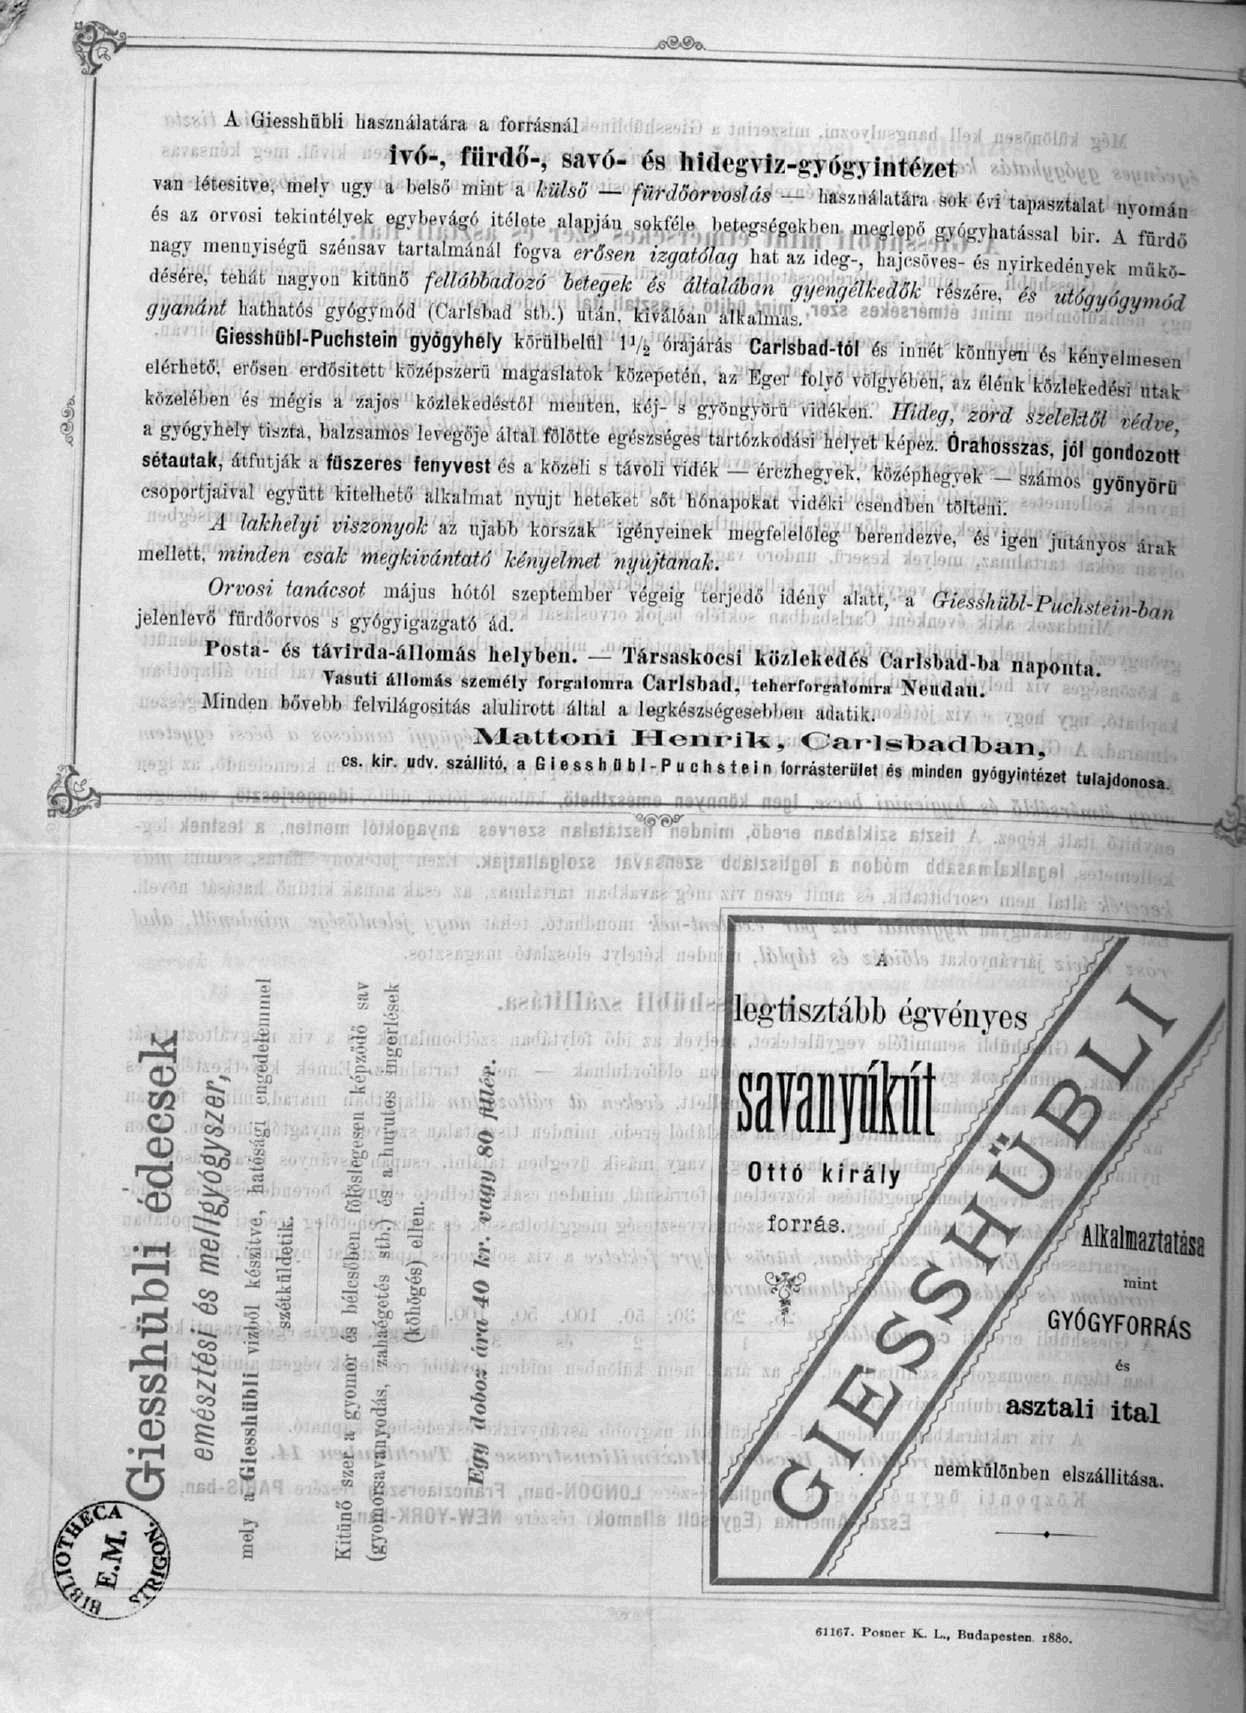 A Giesshübli használatára a forrásnál
ivó-, fürdő-, savó- és hidegviz-gyógyintézet
van létesitve, mely ugy a belső mint a külső — fürdőorvoslás — használatára sok évi tapasztalat nyomán
és az orvosi tekintélyek egybevágó itélete alapján sokféle betegségekben meglepő gyógyhatással bir. A fürdő
nagy mennyiségü szénsav tartalmánál fogva erősen izgatólag hat az ideg-, hajcsöves- és nyirkedények műkö-
désére, tehát nagyon kitünő fellábbadozó betegek és általában gyengélkedők részére, és utógyógymód
gyanánt hathatós gyógymód (Carlsbad stb.) után, kiválóan alkalmas.
Giesshübl-Puchstein gyógyhely körülbelül 1½ órajárás Carlsbad-tól és innét könnyen és kényelmesen
elérhető, erősen erdősitett középszerü magaslatok közepetén, az Eger folyó völgyében, az élénk közlekedési utak
közelében és mégis a zajos közlekedéstől menten, kéj- s gyöngyörü vidéken. Hideg, zord szelektől védve,
a gyógyhely tiszta, balzsamos levegője által fölötte egészséges tartózkodási helyet képez. Órahosszas, jól gondozott
sétautak, átfutják a füszeres fenyvest és a közeli s távoli vidék — érczhegyek, középhegyek — számos gyönyörü
csoportjaival együtt kitelhető alkalmat nyujt heteket sőt hónapokat vidéki csendben tölteni.
A lakhelyi viszonyok az ujabb korszak igényeinek megfelelőleg berendezve, és igen jutányos árak
mellett, minden csak megkivántató kényelmet nyujtanak.
Orvosi tanácsot május hótól szeptember végeig terjedő idény alatt, a Giesshübl-Puchstein-ban
jelenlevő fürdőorvos s gyógyigazgató ád.
Posta- és távirda-állomás helyben. — Társaskocsi közlekedés Carlsbad-ba naponta.
Vasuti állomás személy forgalomra Carlsbad, teherforgalomra Neudau.
Minden bővebb felvilágositás alulirott által a legkészségesebben adatik.
Mattoni Henrik, Carlsbadban,
cs. kir. udv. szállitó, a Giesshübl-Puchstein forrásterület és minden gyógyintézet tulajdonosa.
Giesshübli édecsek
emésztési és mellgyógyszer,
mely a Giesshübli vizből készitve, hatósági engedelemmel
szétküldetik.
Kitünő szer a gyomor és bélcsőben fölöslegesen képződő sav
(gyomorsavanyodás, zahaégetés stb.) és a hurutos ingerlések
(köhögés) ellen.
Egy doboz ára 40 kr. vagy 80 fillér.
A
legtisztább égvényes
savanyúkút
Ottó király
forrás.
GIESSHÜBLI
Alkalmaztatása
mint
GYÓGYFORRÁS
és
asztali ital
nemkülönben elszállitása.
BIBLIOTHECA
E.M.
STRIGON
61167. Posner K. L., Budapesten. 1880.